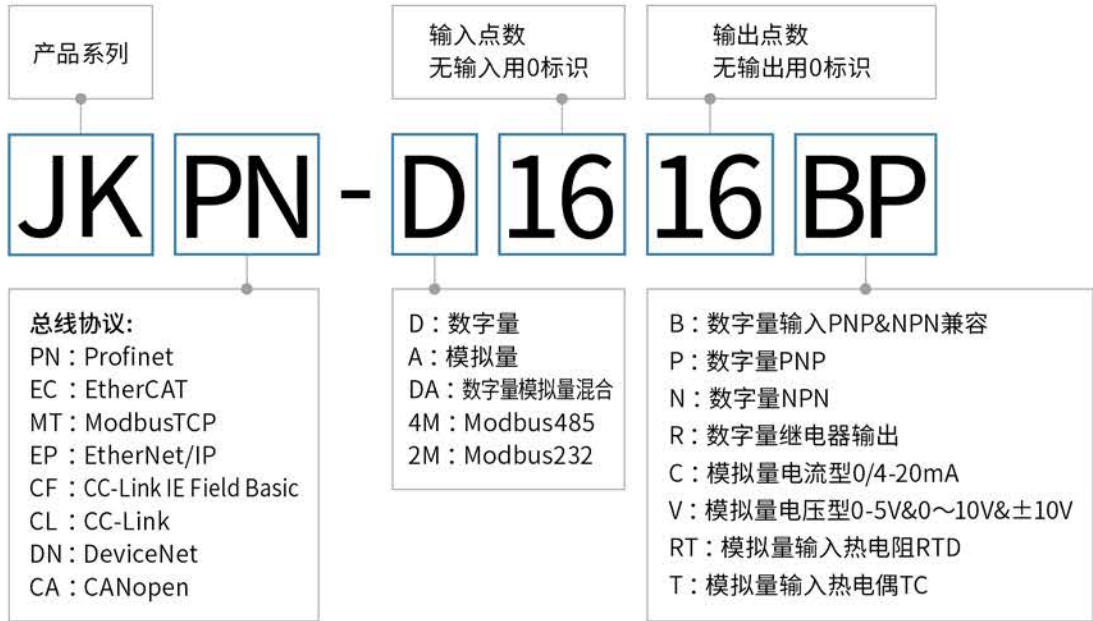 产品系列
输入点数
无输入用0标识
输出点数
无输出用0标识
JK PN - D 16 16 BP
总线协议:
PN：Profinet
EC：EtherCAT
MT：ModbusTCP
EP：EtherNet/IP
CF：CC-Link IE Field Basic
CL：CC-Link
DN：DeviceNet
CA：CANopen
D：数字量
A：模拟量
DA：数字量模拟量混合
4M：Modbus485
2M：Modbus232
B：数字量输入PNP&NPN兼容
P：数字量PNP
N：数字量NPN
R：数字量继电器输出
C：模拟量电流型0/4-20mA
V：模拟量电压型0-5V&0～10V&±10V
RT：模拟量输入热电阻RTD
T：模拟量输入热电偶TC